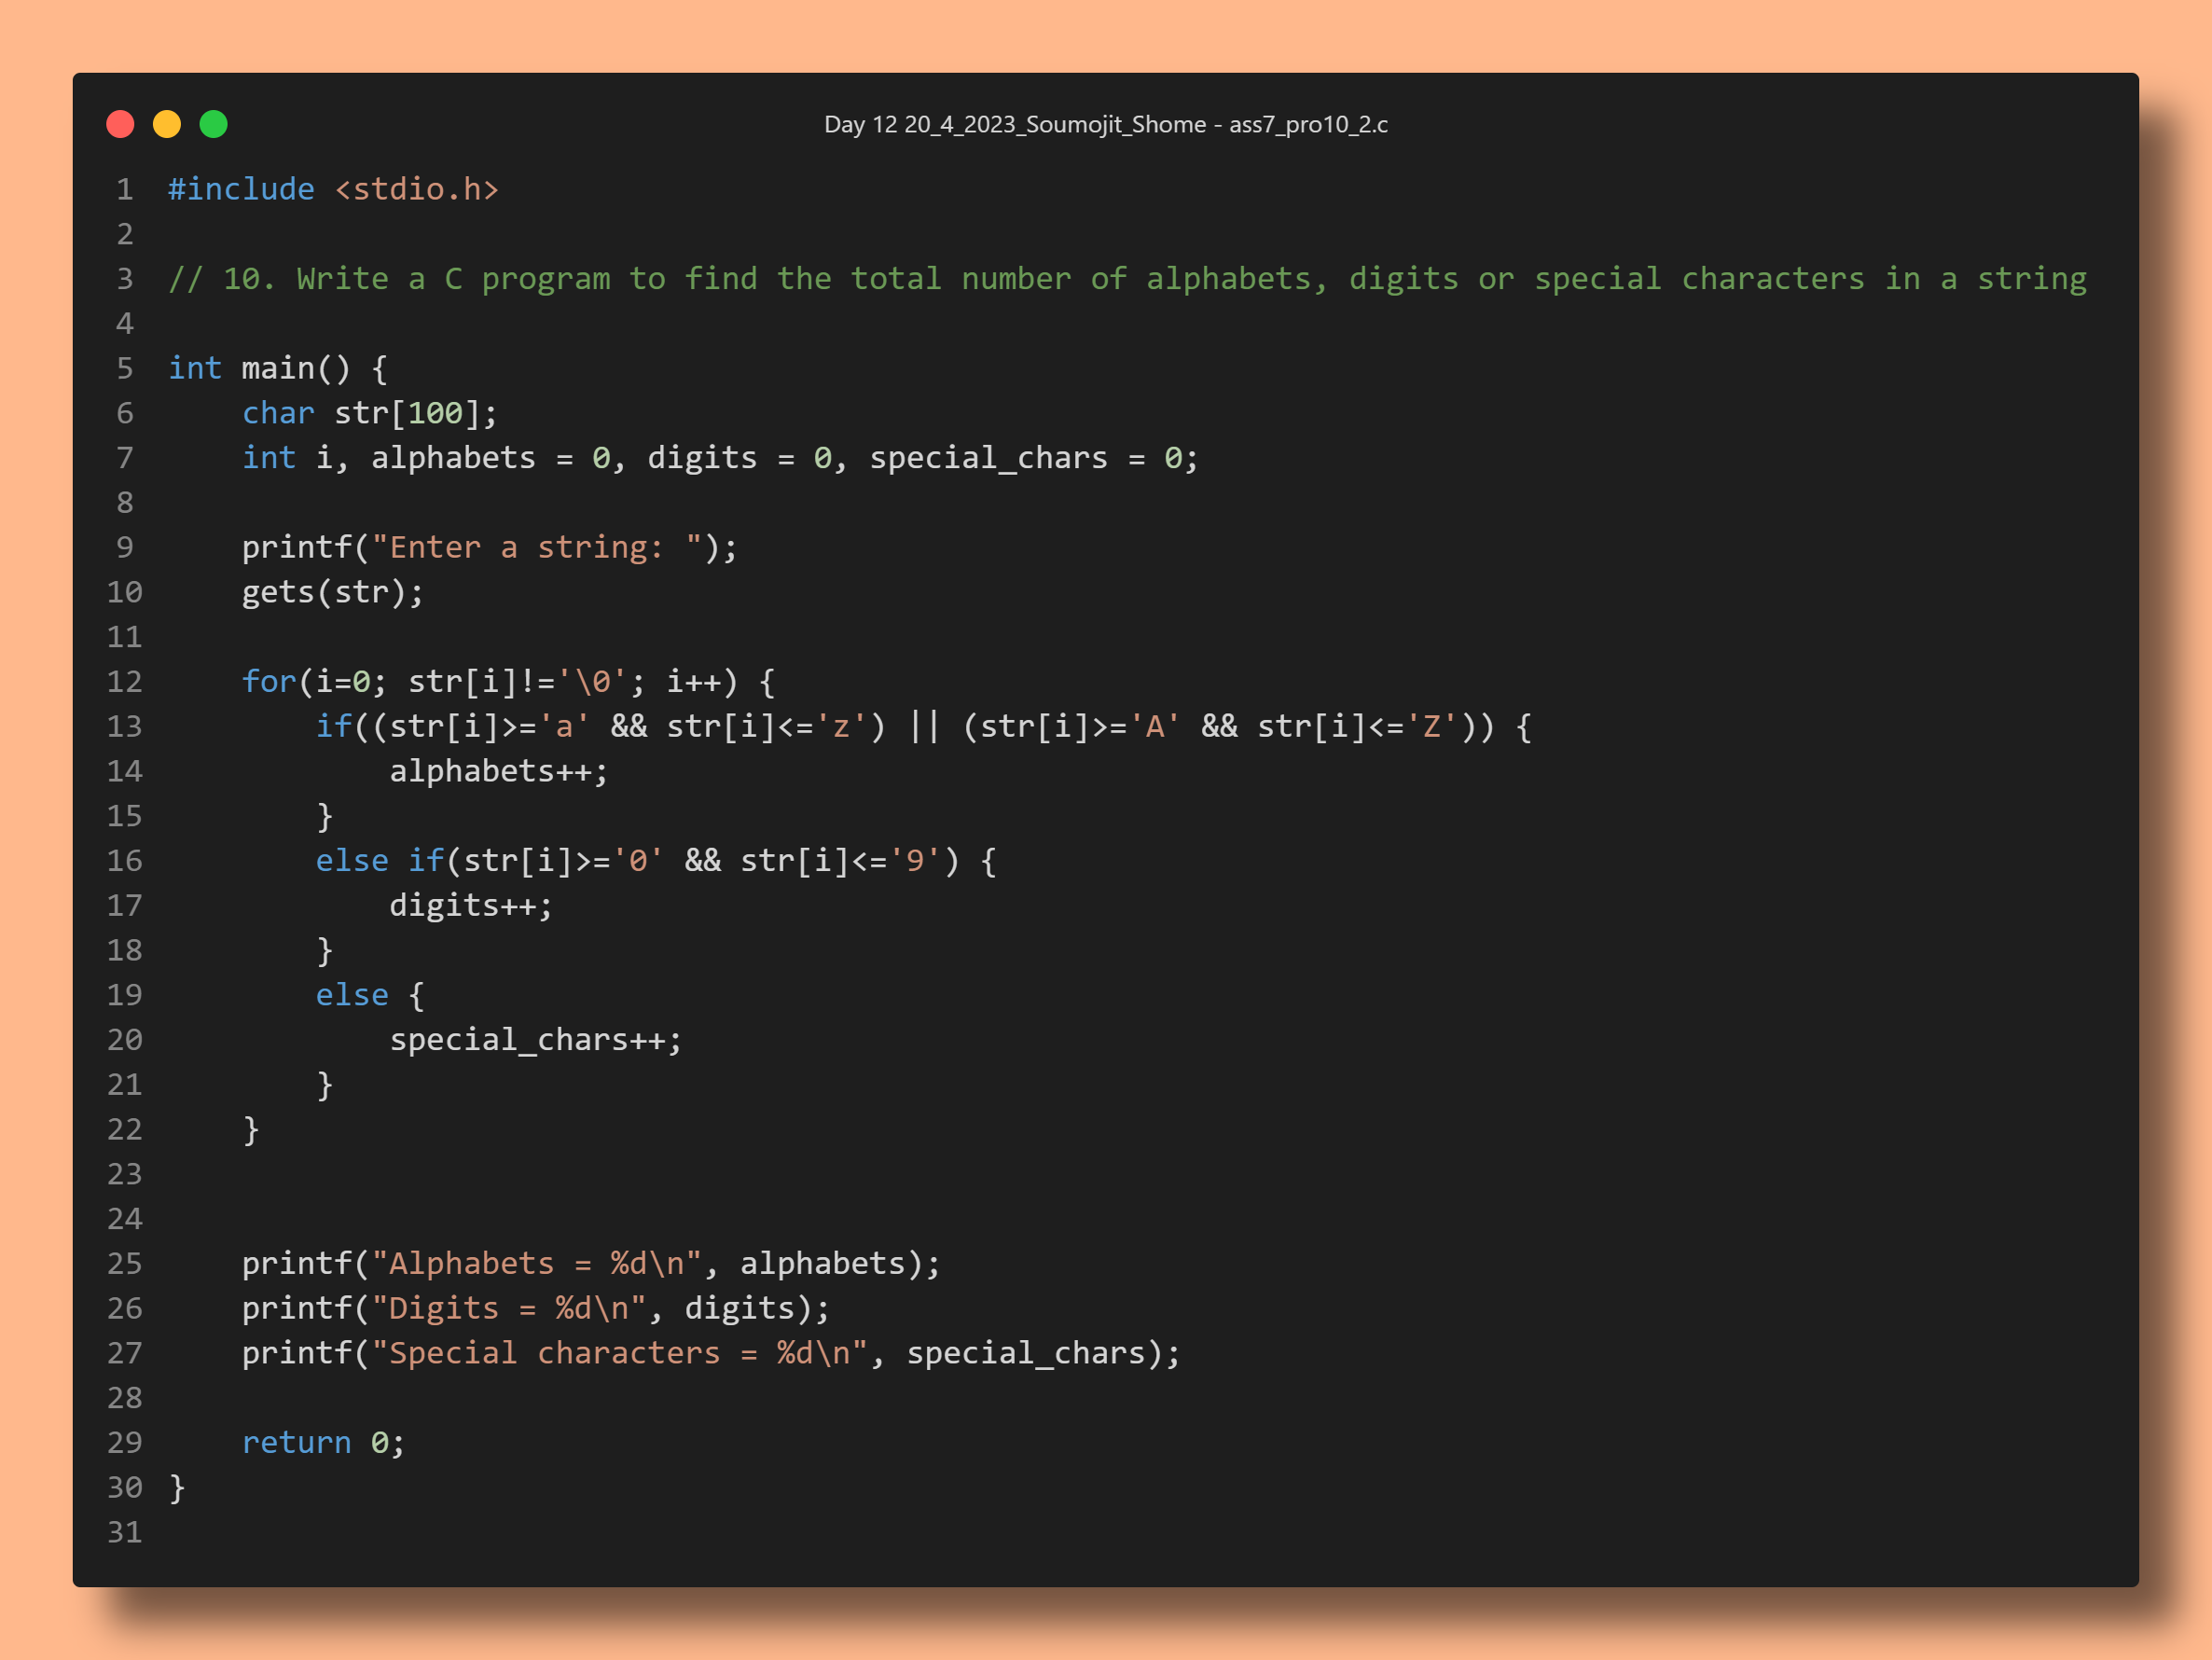 Day 12 20_4_2023_Soumojit_Shome - ass7_pro10_2.c
1 #include <stdio.h>
2
3 // 10. Write a C program to find the total number of alphabets, digits or special characters in a string
4
5 int main() {
6     char str[100];
7     int i, alphabets = 0, digits = 0, special_chars = 0;
8
9     printf("Enter a string: ");
10     gets(str);
11
12     for(i=0; str[i]!='\0'; i++) {
13         if((str[i]>='a' && str[i]<='z') || (str[i]>='A' && str[i]<='Z')) {
14             alphabets++;
15         }
16         else if(str[i]>='0' && str[i]<='9') {
17             digits++;
18         }
19         else {
20             special_chars++;
21         }
22     }
23
24
25     printf("Alphabets = %d\n", alphabets);
26     printf("Digits = %d\n", digits);
27     printf("Special characters = %d\n", special_chars);
28
29     return 0;
30 }
31